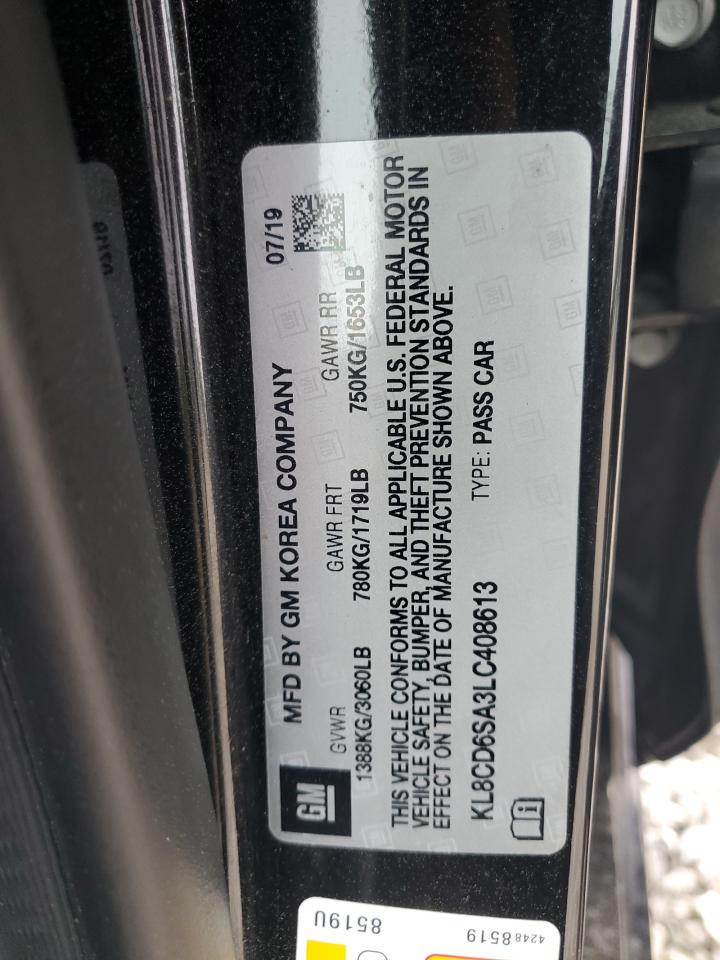 MFD BY GM KOREA COMPANY 07/19
GVWR GAWR FRT GAWR RR
1388KG/3060LB 780KG/1719LB 750KG/1653LB
THIS VEHICLE CONFORMS TO ALL APPLICABLE U.S. FEDERAL MOTOR
VEHICLE SAFETY, BUMPER, AND THEFT PREVENTION STANDARDS IN
EFFECT ON THE DATE OF MANUFACTURE SHOWN ABOVE.
KL8CD6SA3LC408613 TYPE: PASS CAR
GM
8519U
42488519